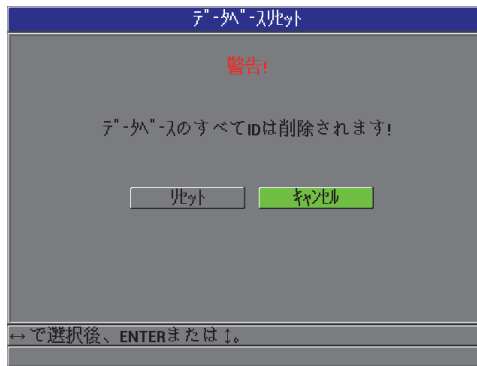 ﾃﾞｰﾀﾍﾞｰｽﾘｾｯﾄ
警告!
ﾃﾞｰﾀﾍﾞｰｽのすべてIDは削除されます!
ﾘｾｯﾄ ｷｬﾝｾﾙ
↔で選択後、ENTERまたは↕。